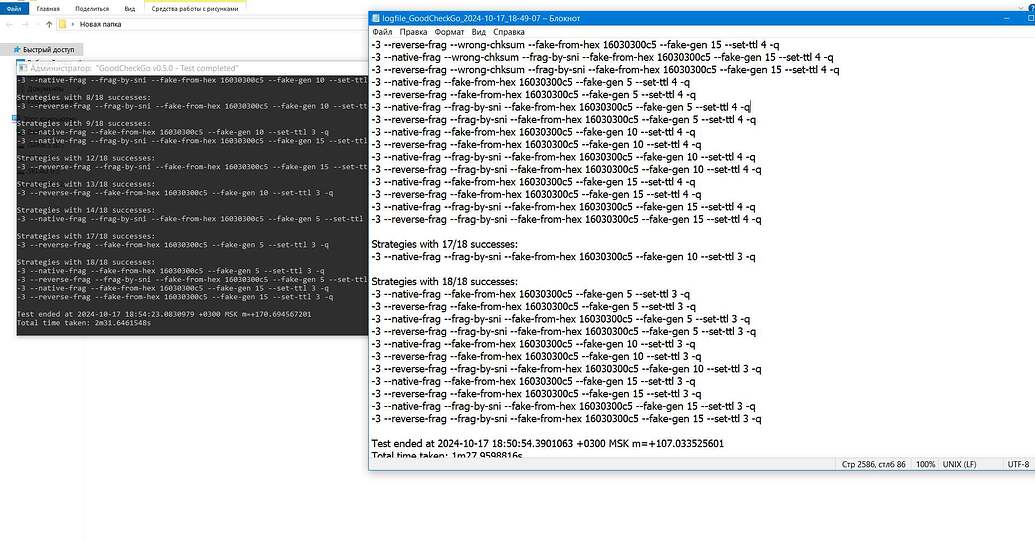 Файл
Главная
Поделиться
Вид
Средства работы с рисунками
Новая папка
Быстрый доступ
Администратор: "GoodCheckGo v0.5.0 - Test completed"
-3 --native-frag --frag-by-sni --fake-from-hex 16030300c5 --fake-gen 10 --set-ttl
Strategies with 8/18 successes:
-3 --reverse-frag --frag-by-sni --fake-from-hex 16030300c5 --fake-gen 10 --set-tt
Strategies with 9/18 successes:
-3 --native-frag --fake-from-hex 16030300c5 --fake-gen 10 --set-ttl 3 -q
-3 --native-frag --frag-by-sni --fake-from-hex 16030300c5 --fake-gen 15 --set-ttl
Strategies with 12/18 successes:
-3 --reverse-frag --frag-by-sni --fake-from-hex 16030300c5 --fake-gen 15 --set-tt
Strategies with 13/18 successes:
-3 --reverse-frag --fake-from-hex 16030300c5 --fake-gen 10 --set-ttl 3 -q
Strategies with 14/18 successes:
-3 --native-frag --frag-by-sni --fake-from-hex 16030300c5 --fake-gen 5 --set-ttl
Strategies with 17/18 successes:
-3 --reverse-frag --fake-from-hex 16030300c5 --fake-gen 5 --set-ttl 3 -q
Strategies with 18/18 successes:
-3 --native-frag --fake-from-hex 16030300c5 --fake-gen 5 --set-ttl 3 -q
-3 --reverse-frag --frag-by-sni --fake-from-hex 16030300c5 --fake-gen 5 --set-ttl
-3 --native-frag --fake-from-hex 16030300c5 --fake-gen 15 --set-ttl 3 -q
-3 --reverse-frag --fake-from-hex 16030300c5 --fake-gen 15 --set-ttl 3 -q
Test ended at 2024-10-17 18:54:23.0830979 +0300 MSK m=+170.694567201
Total time taken: 2m31.6461548s
logfile_GoodCheckGo_2024-10-17_18-49-07 – Блокнот
Файл Правка Формат Вид Справка
-3 --reverse-frag --wrong-chksum --fake-from-hex 16030300c5 --fake-gen 15 --set-ttl 4 -q
-3 --native-frag --wrong-chksum --frag-by-sni --fake-from-hex 16030300c5 --fake-gen 15 --set-ttl 4 -q
-3 --reverse-frag --wrong-chksum --frag-by-sni --fake-from-hex 16030300c5 --fake-gen 15 --set-ttl 4 -q
-3 --native-frag --fake-from-hex 16030300c5 --fake-gen 5 --set-ttl 4 -q
-3 --reverse-frag --fake-from-hex 16030300c5 --fake-gen 5 --set-ttl 4 -q
-3 --native-frag --frag-by-sni --fake-from-hex 16030300c5 --fake-gen 5 --set-ttl 4 -q
-3 --reverse-frag --frag-by-sni --fake-from-hex 16030300c5 --fake-gen 5 --set-ttl 4 -q
-3 --native-frag --fake-from-hex 16030300c5 --fake-gen 10 --set-ttl 4 -q
-3 --reverse-frag --fake-from-hex 16030300c5 --fake-gen 10 --set-ttl 4 -q
-3 --native-frag --frag-by-sni --fake-from-hex 16030300c5 --fake-gen 10 --set-ttl 4 -q
-3 --reverse-frag --frag-by-sni --fake-from-hex 16030300c5 --fake-gen 10 --set-ttl 4 -q
-3 --native-frag --fake-from-hex 16030300c5 --fake-gen 15 --set-ttl 4 -q
-3 --reverse-frag --fake-from-hex 16030300c5 --fake-gen 15 --set-ttl 4 -q
-3 --native-frag --frag-by-sni --fake-from-hex 16030300c5 --fake-gen 15 --set-ttl 4 -q
-3 --reverse-frag --frag-by-sni --fake-from-hex 16030300c5 --fake-gen 15 --set-ttl 4 -q
Strategies with 17/18 successes:
-3 --native-frag --frag-by-sni --fake-from-hex 16030300c5 --fake-gen 10 --set-ttl 3 -q
Strategies with 18/18 successes:
-3 --native-frag --fake-from-hex 16030300c5 --fake-gen 5 --set-ttl 3 -q
-3 --reverse-frag --fake-from-hex 16030300c5 --fake-gen 5 --set-ttl 3 -q
-3 --native-frag --frag-by-sni --fake-from-hex 16030300c5 --fake-gen 5 --set-ttl 3 -q
-3 --reverse-frag --frag-by-sni --fake-from-hex 16030300c5 --fake-gen 5 --set-ttl 3 -q
-3 --native-frag --fake-from-hex 16030300c5 --fake-gen 10 --set-ttl 3 -q
-3 --reverse-frag --fake-from-hex 16030300c5 --fake-gen 10 --set-ttl 3 -q
-3 --reverse-frag --frag-by-sni --fake-from-hex 16030300c5 --fake-gen 10 --set-ttl 3 -q
-3 --native-frag --fake-from-hex 16030300c5 --fake-gen 15 --set-ttl 3 -q
-3 --reverse-frag --fake-from-hex 16030300c5 --fake-gen 15 --set-ttl 3 -q
-3 --native-frag --frag-by-sni --fake-from-hex 16030300c5 --fake-gen 15 --set-ttl 3 -q
-3 --reverse-frag --frag-by-sni --fake-from-hex 16030300c5 --fake-gen 15 --set-ttl 3 -q
Test ended at 2024-10-17 18:50:54.3901063 +0300 MSK m=+107.033525601
Total time taken: 1m27.9598816s
Стр 2586, стлб 86
100%
UNIX (LF)
UTF-8